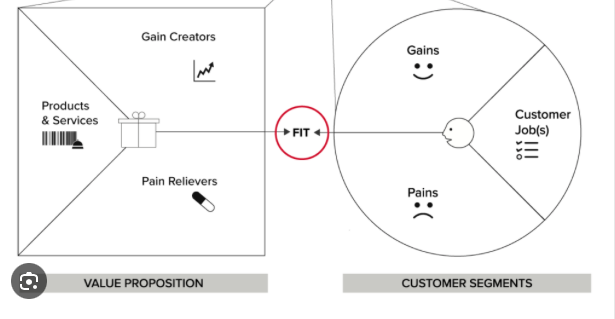 Gain Creators
Products
& Services
Pain Relievers
FIT
Gains
Customer
Job(s)
Pains
VALUE PROPOSITION
CUSTOMER SEGMENTS